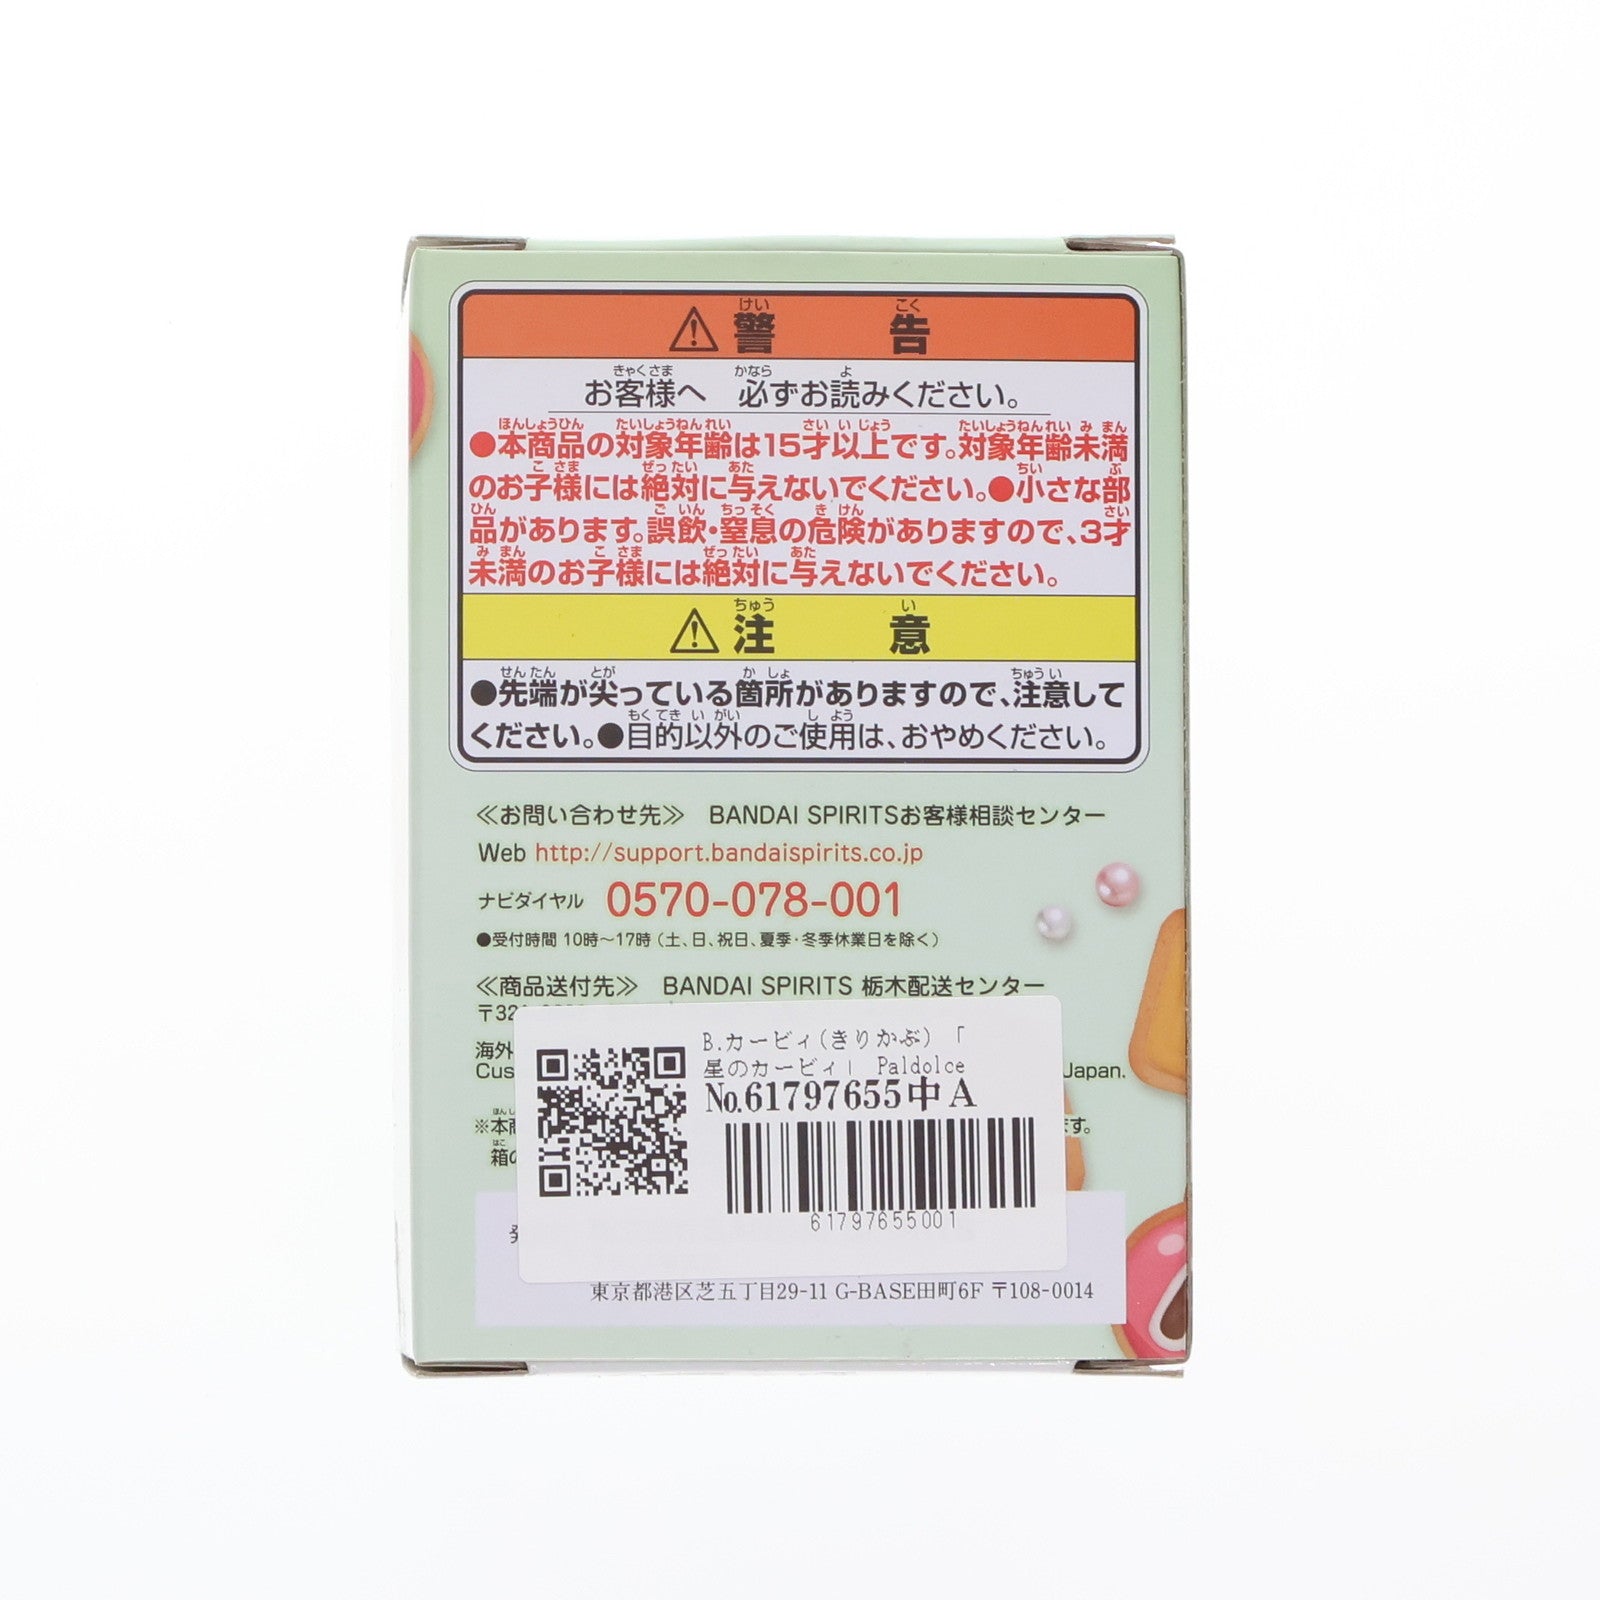 ⚠警告
お客様へ 必ずお読みください。
●本商品の対象年齢は15才以上です。対象年齢未満
のお子様には絶対に与えないでください。●小さな部
品があります。誤飲・窒息の危険がありますので、3才
未満のお子様には絶対に与えないでください。
⚠注意
●先端が尖っている箇所がありますので、注意して
ください。●目的以外のご使用は、おやめください。
≪お問い合わせ先≫ BANDAI SPIRITSお客様相談センター
Web http://support.bandaispirits.co.jp
ナビダイヤル 0570-078-001
●受付時間 10時〜17時(土、日、祝日、夏季・冬季休業日を除く)
≪商品送付先≫ BANDAI SPIRITS 栃木配送センター
〒32
海外
Cus Japan.
※本商 ます。
箱の
B.カービィ(きりかぶ) 「
星のカービィ」 Paldolce
No.61797655中A
61797655001
東京都港区芝五丁目29-11 G-BASE田町6F 〒108-0014